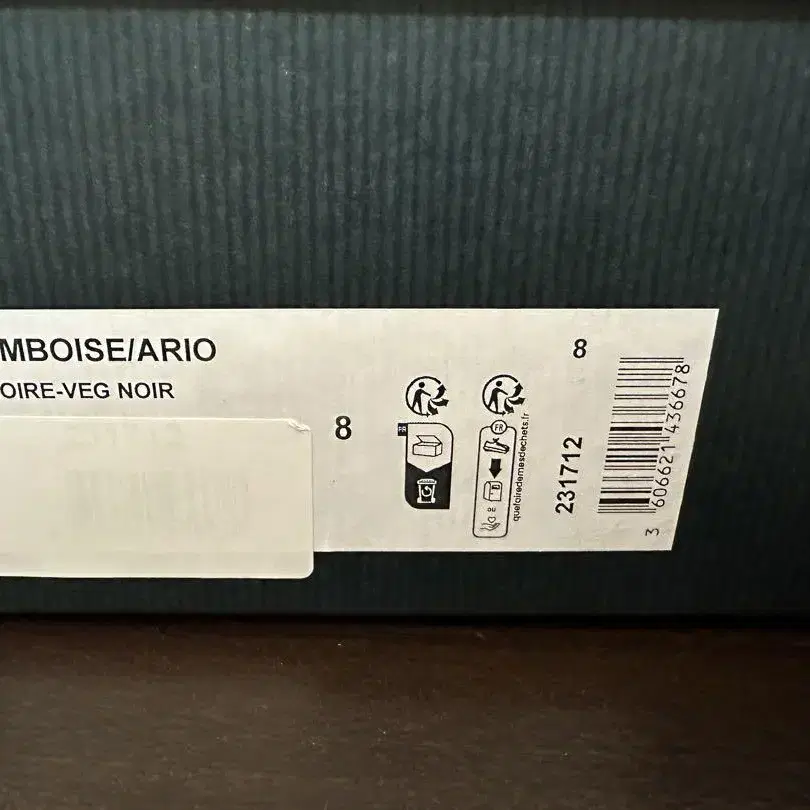 MBOISE/ARIO
OIRE-VEG NOIR
8
8
FR
FR
quefairedemesdechets.fr
231712
3 606621 436678